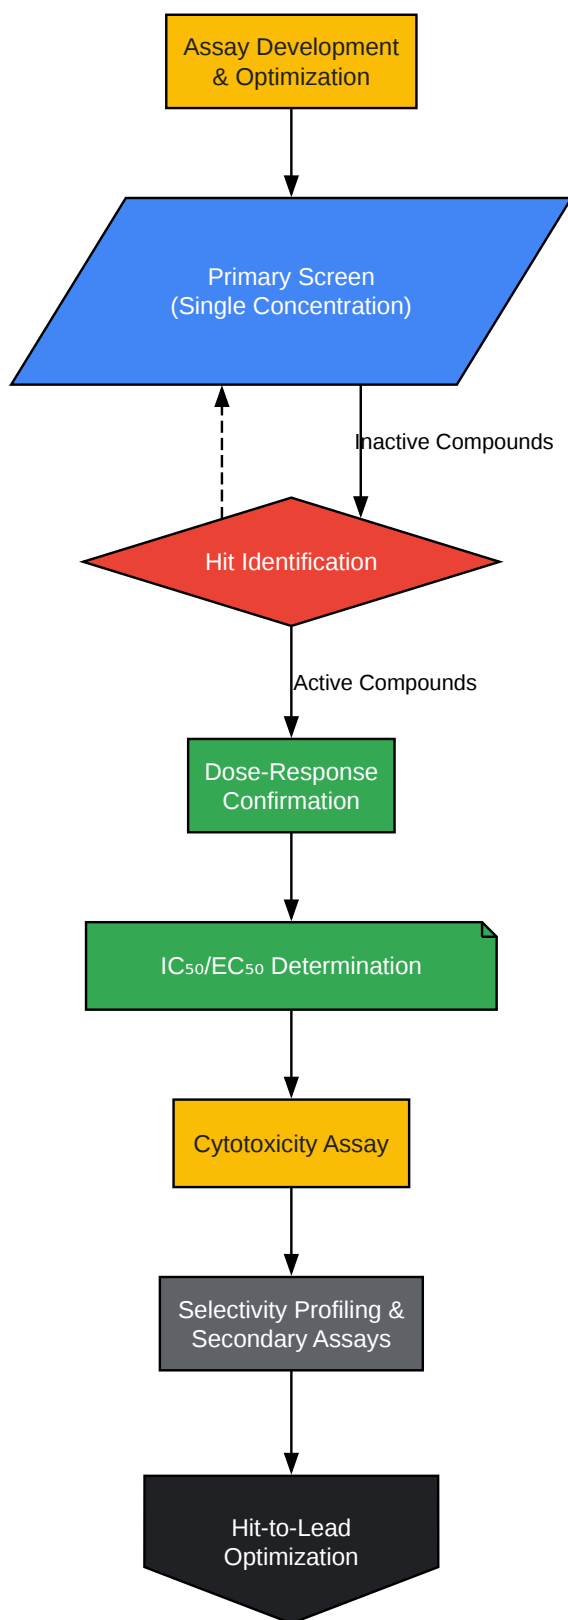 Assay Development
& Optimization
Primary Screen
(Single Concentration)
Inactive Compounds
Hit Identification
Active Compounds
Dose-Response
Confirmation
IC₅₀/EC₅₀ Determination
Cytotoxicity Assay
Selectivity Profiling &
Secondary Assays
Hit-to-Lead
Optimization